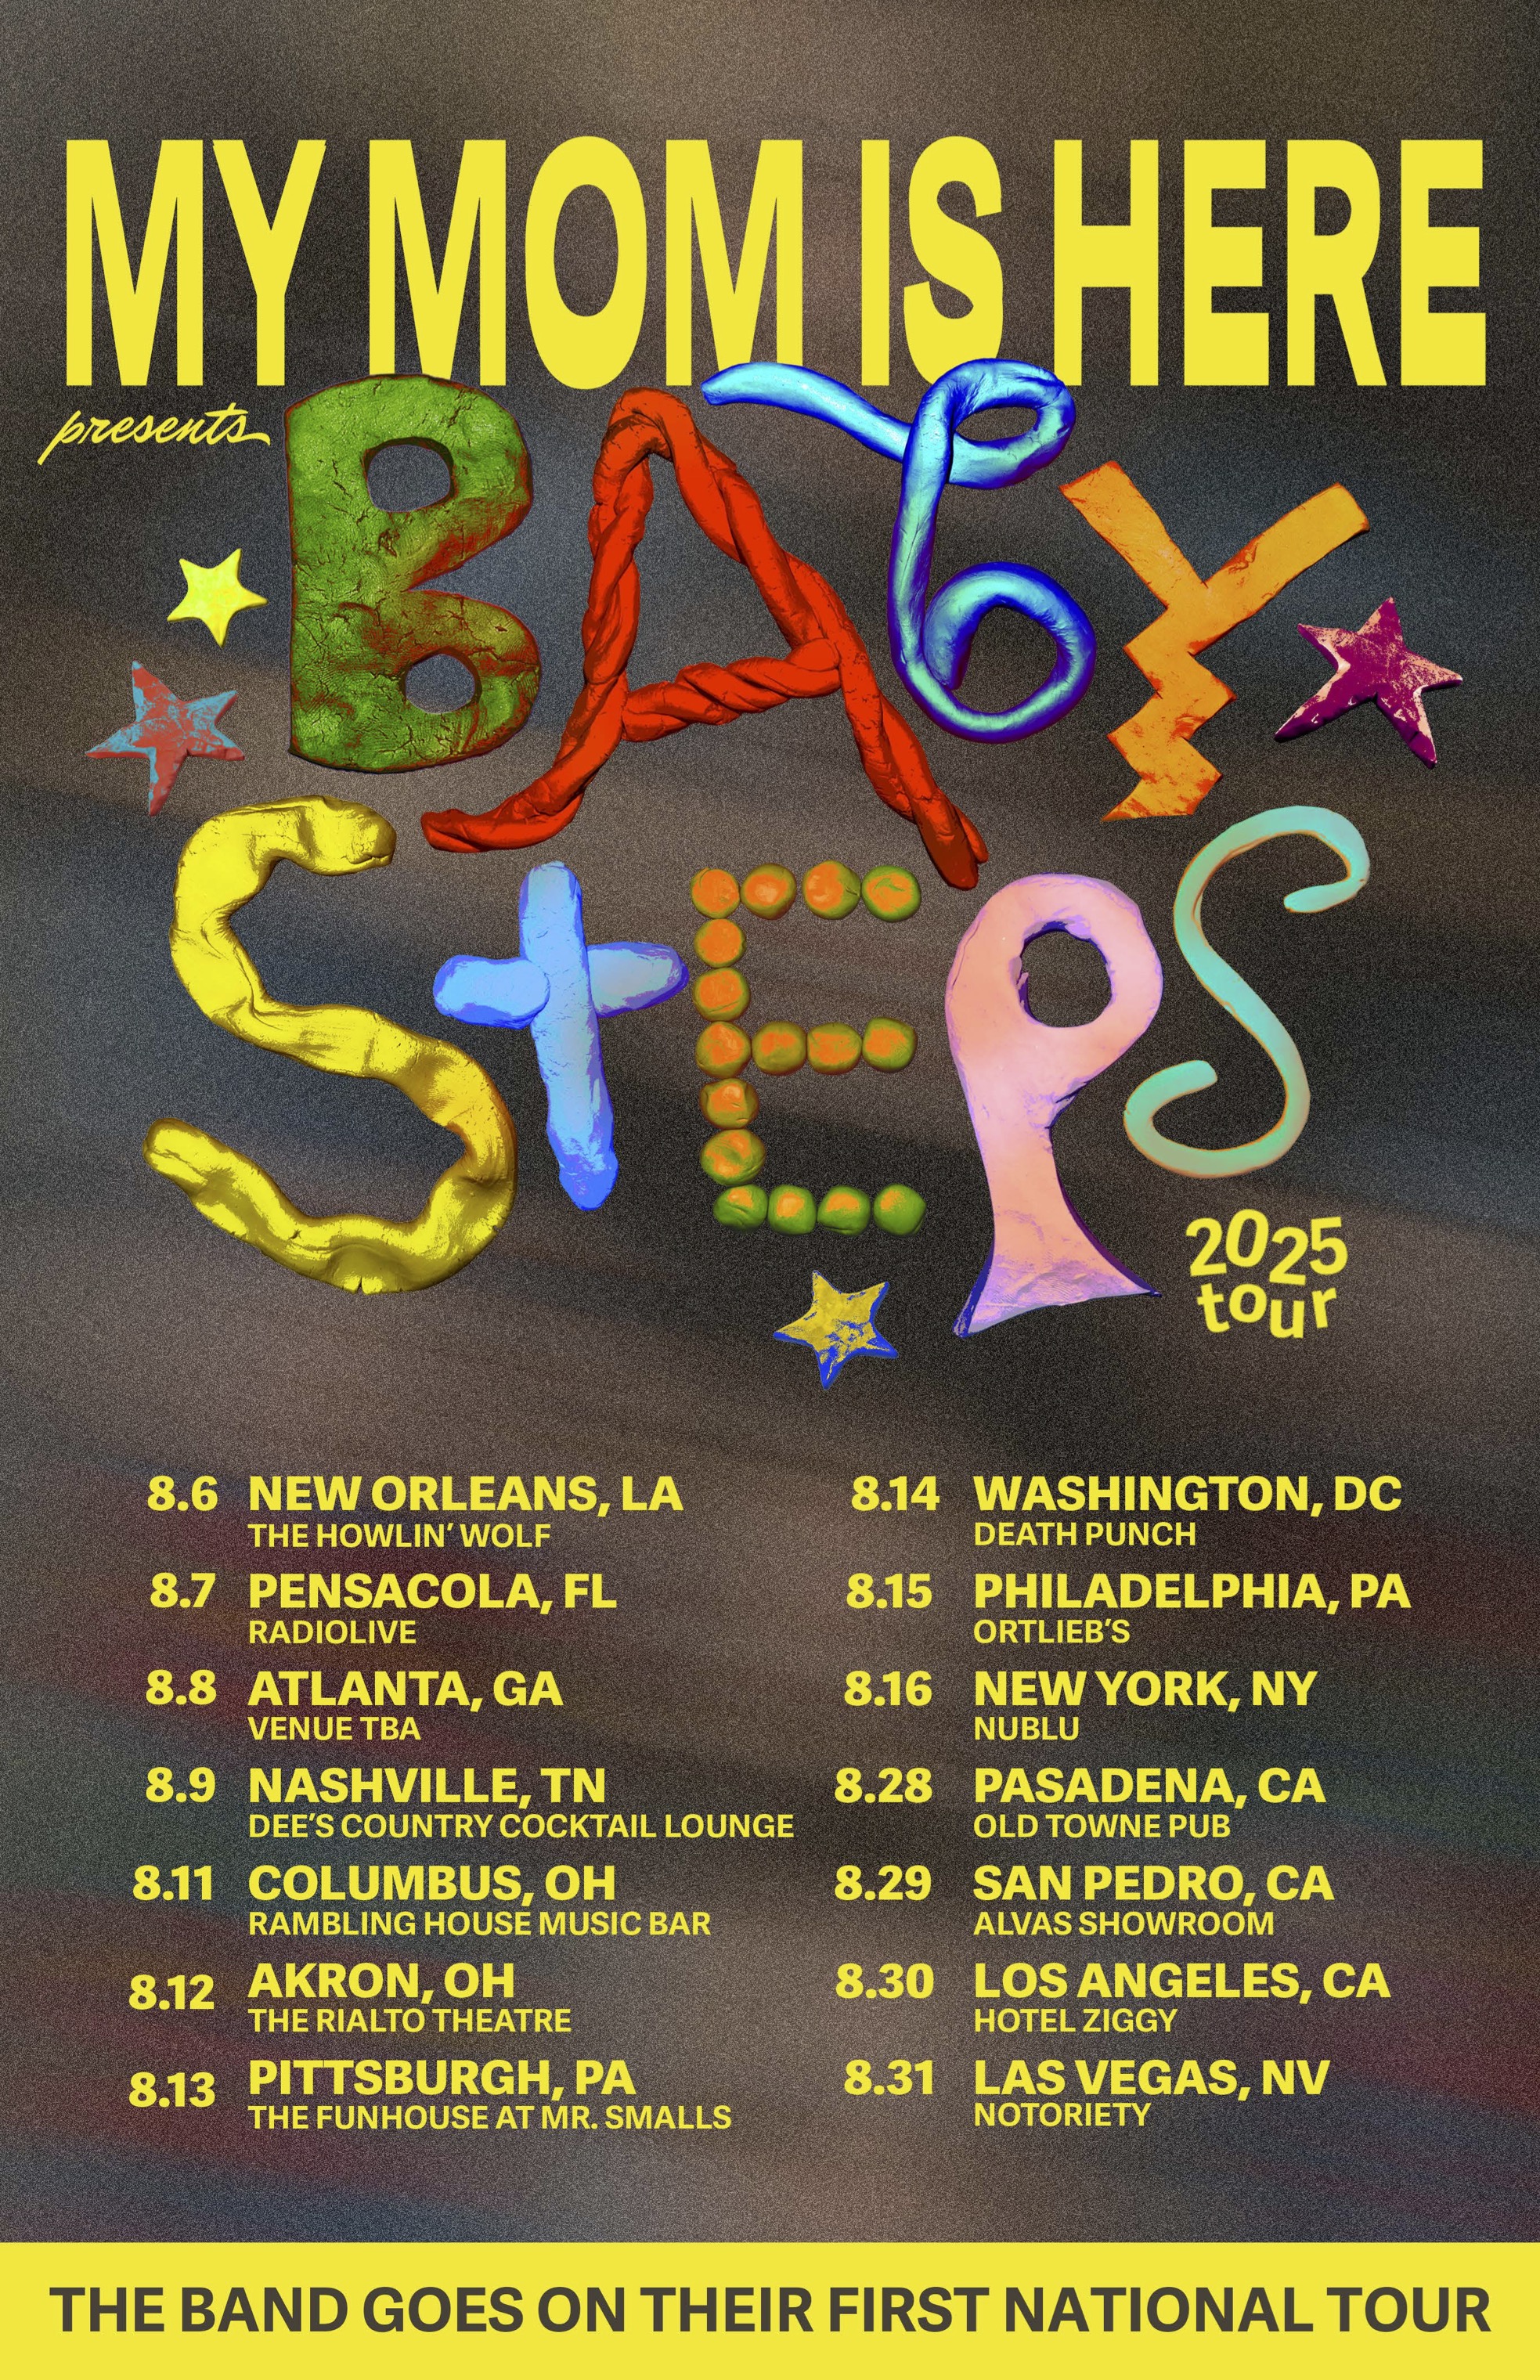 MY MOM IS HERE
presents
BAbY
StEPS
2025
tour
8.6 NEW ORLEANS, LA
THE HOWLIN' WOLF
8.7 PENSACOLA, FL
RADIOLIVE
8.8 ATLANTA, GA
VENUE TBA
8.9 NASHVILLE, TN
DEE'S COUNTRY COCKTAIL LOUNGE
8.11 COLUMBUS, OH
RAMBLING HOUSE MUSIC BAR
8.12 AKRON, OH
THE RIALTO THEATRE
8.13 PITTSBURGH, PA
THE FUNHOUSE AT MR. SMALLS
8.14 WASHINGTON, DC
DEATH PUNCH
8.15 PHILADELPHIA, PA
ORTLIEB'S
8.16 NEW YORK, NY
NUBLU
8.28 PASADENA, CA
OLD TOWNE PUB
8.29 SAN PEDRO, CA
ALVAS SHOWROOM
8.30 LOS ANGELES, CA
HOTEL ZIGGY
8.31 LAS VEGAS, NV
NOTORIETY
THE BAND GOES ON THEIR FIRST NATIONAL TOUR